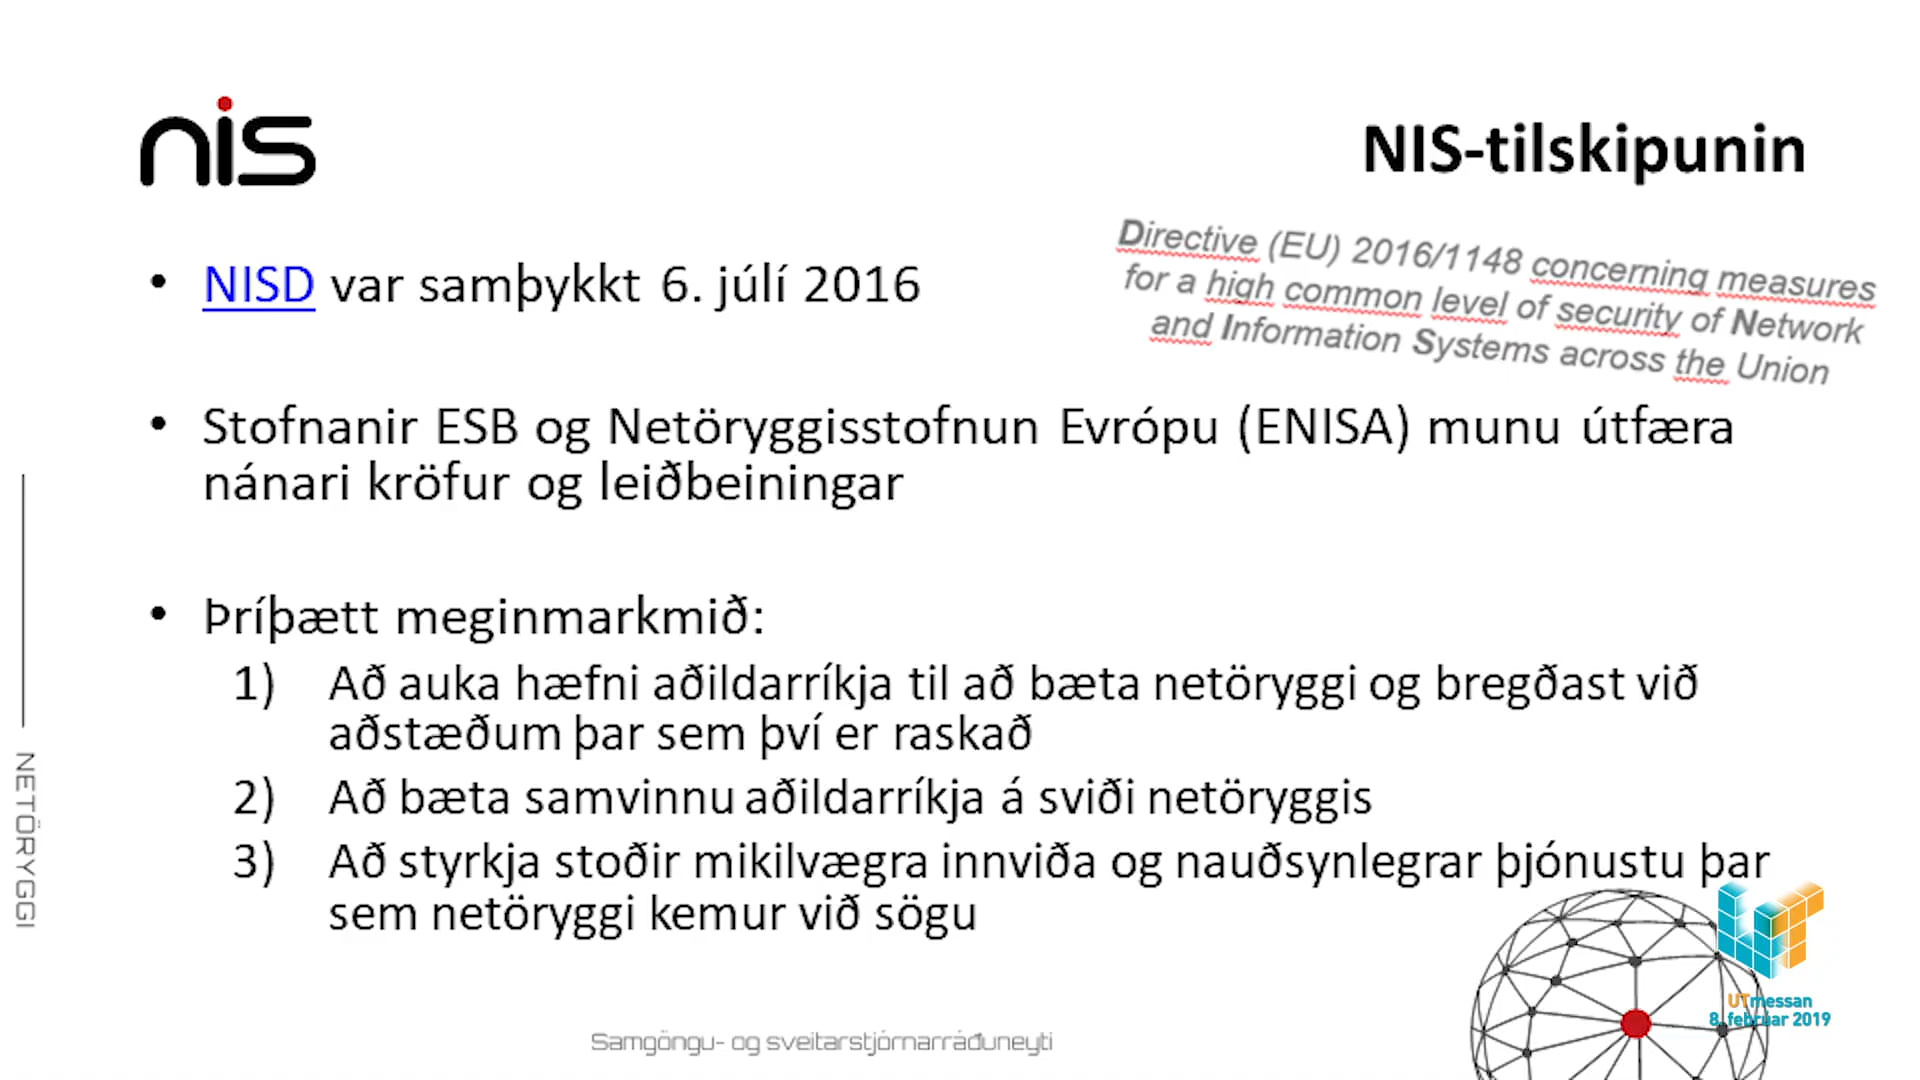 nis
NIS-tilskipunin
Directive (EU) 2016/1148 concerning measures
for a high common level of security of Network
and Information Systems across the Union
• NISD var samþykkt 6. júlí 2016
• Stofnanir ESB og Netöryggisstofnun Evrópu (ENISA) munu útfæra
nánari kröfur og leiðbeiningar
• Þríþætt meginmarkmið:
1) Að auka hæfni aðildarríkja til að bæta netöryggi og bregðast við
aðstæðum þar sem því er raskað
2) Að bæta samvinnu aðildarríkja á sviði netöryggis
3) Að styrkja stoðir mikilvægra innviða og nauðsynlegrar þjónustu þar
sem netöryggi kemur við sögu
NETÖRYGGI
Samgöngu- og sveitarstjórnarráðuneyti
UTmessan
8. febrúar 2019